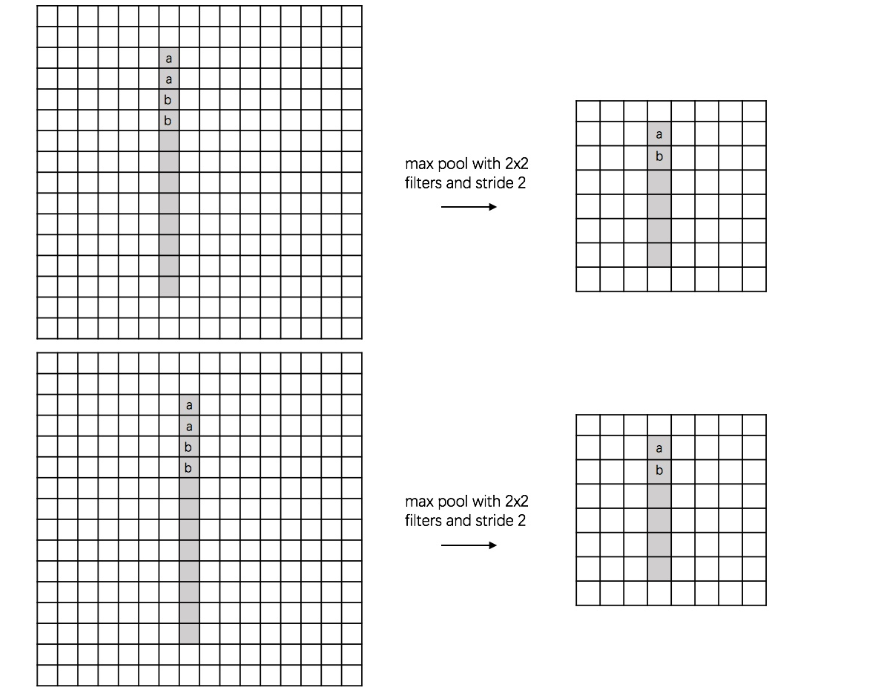 a
a
b
b
max pool with 2x2
filters and stride 2
a
b
a
a
b
b
max pool with 2x2
filters and stride 2
a
b